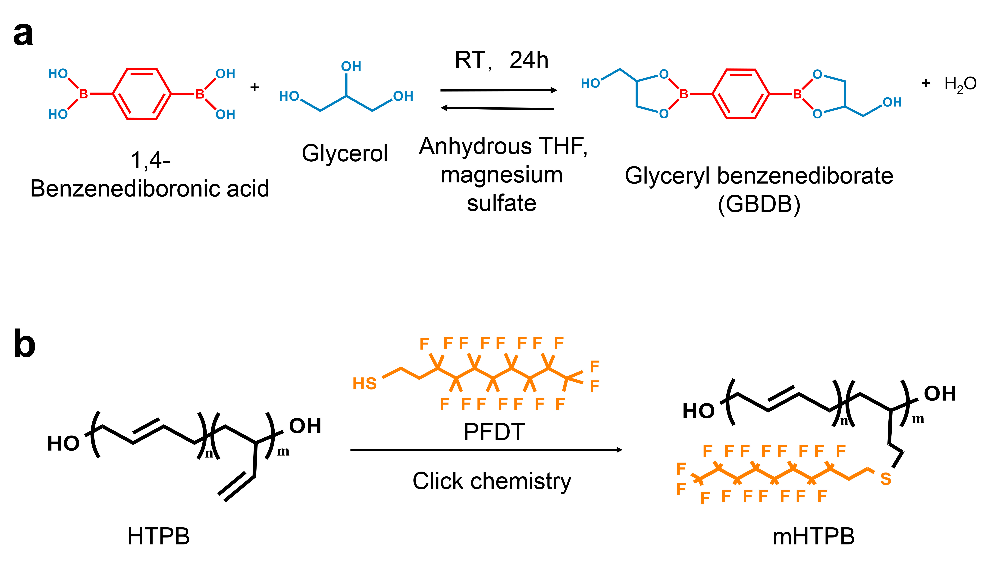 a
HO
HO
B
B
OH
OH
+
HO
OH
OH
RT, 24h
HO
O
O
B
B
O
O
OH
+ H₂O
1,4-
Benzenediboronic acid
Glycerol
Anhydrous THF,
magnesium
sulfate
Glyceryl benzenediborate
(GBDB)
b
HO
n
m
OH
HTPB
F F F F F F F F
HS
F
F
F F F F F F F
PFDT
Click chemistry
HO
n
m
OH
F F F F F F F F
F
F
S
F F F F F F F
mHTPB